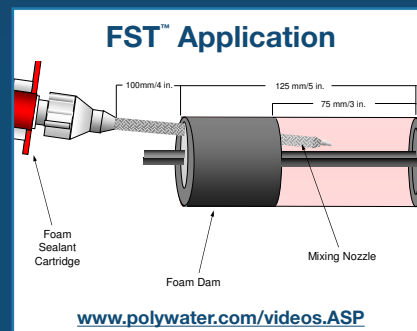 FST™ Application
100mm/4 in.
125 mm/5 in.
75 mm/3 in.
Foam
Sealant
Cartridge
Mixing Nozzle
Foam Dam
www.polywater.com/videos.ASP